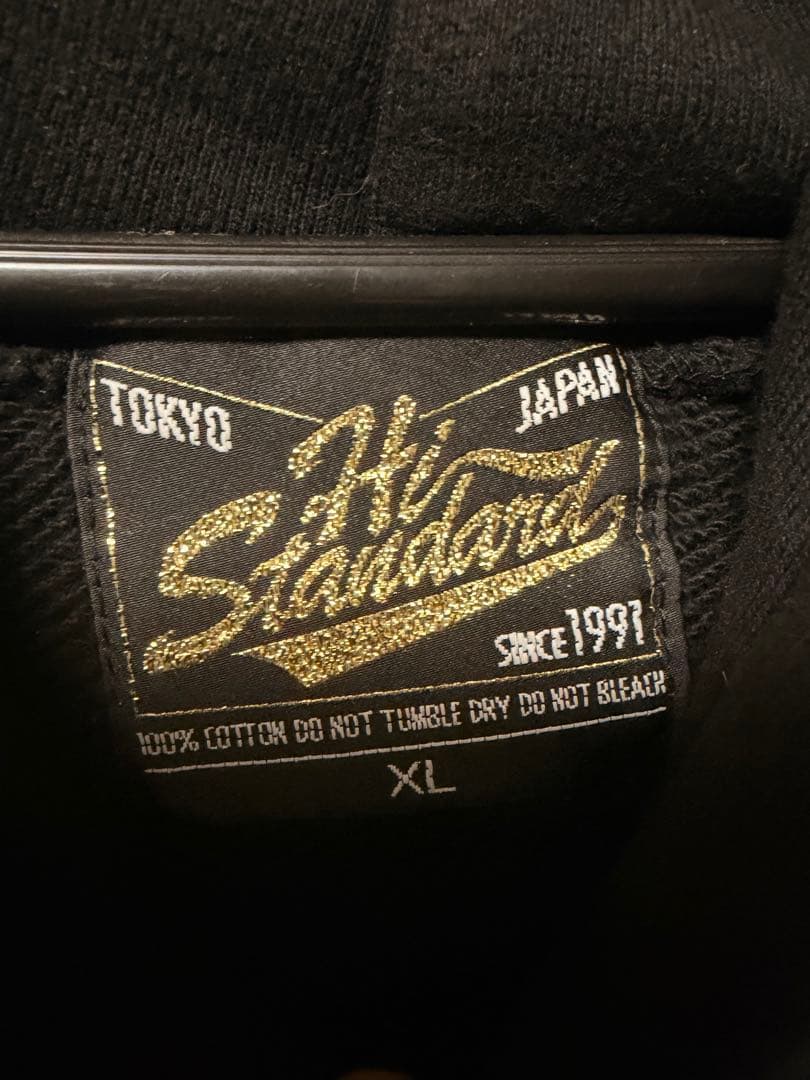 TOKYO JAPAN
Hi
Standard
SINCE 1991
100% COTTON DO NOT TUMBLE DRY DO NOT BLEACH
XL